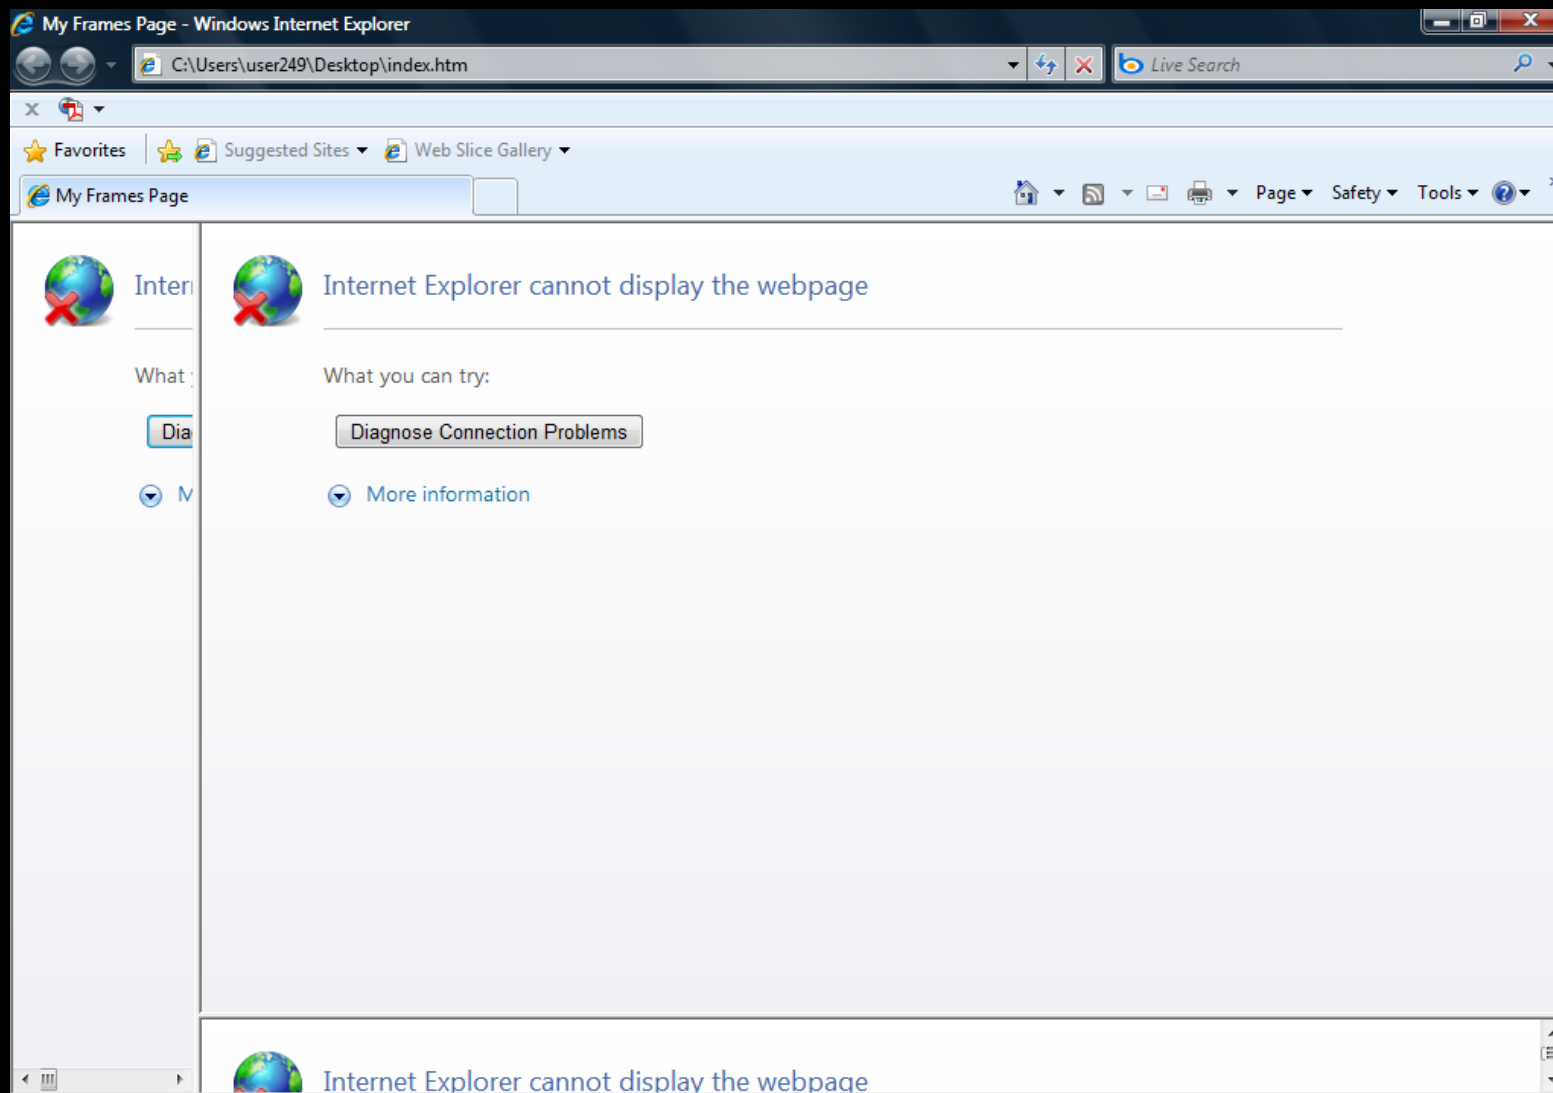 My Frames Page - Windows Internet Explorer
C:\Users\user249\Desktop\index.htm
Live Search
Favorites
Suggested Sites
Web Slice Gallery
My Frames Page
Page
Safety
Tools
Inter
What
Dia
M
Internet Explorer cannot display the webpage
What you can try:
Diagnose Connection Problems
More information
Internet Explorer cannot display the webpage